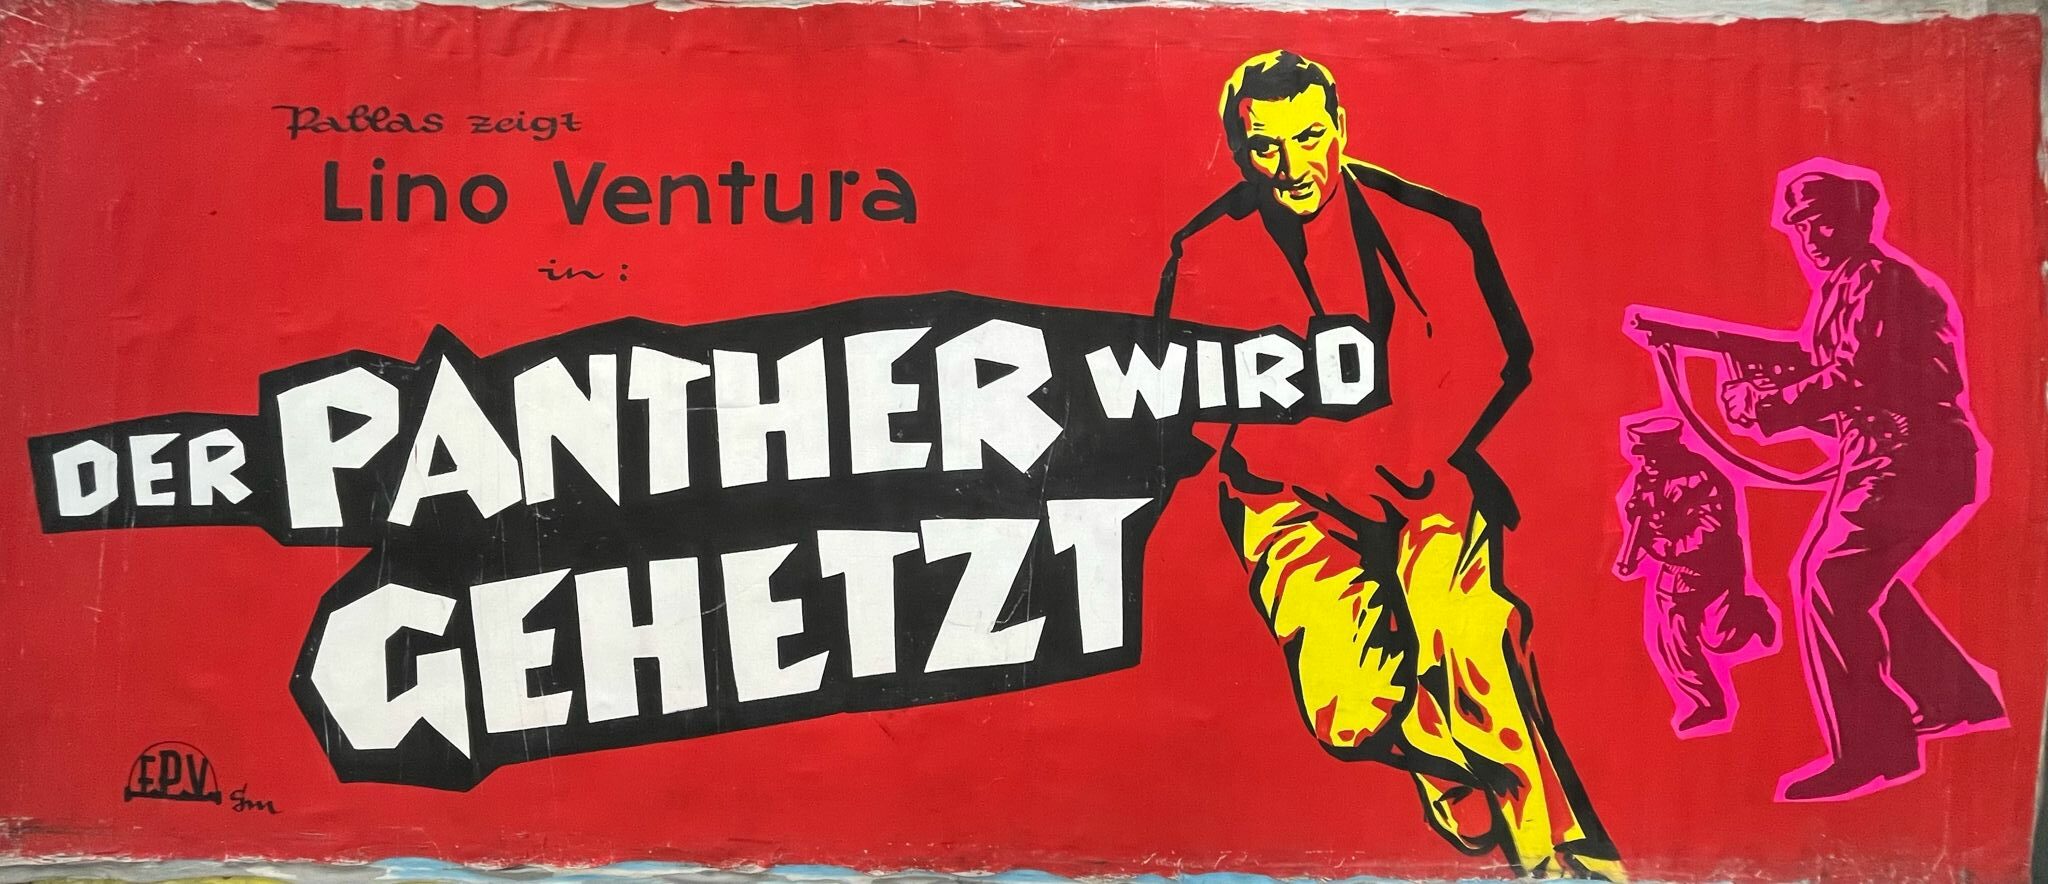 Pallas zeigt
Lino Ventura
in:
DER PANTHER WIRD
GEHETZT
F.P.V.